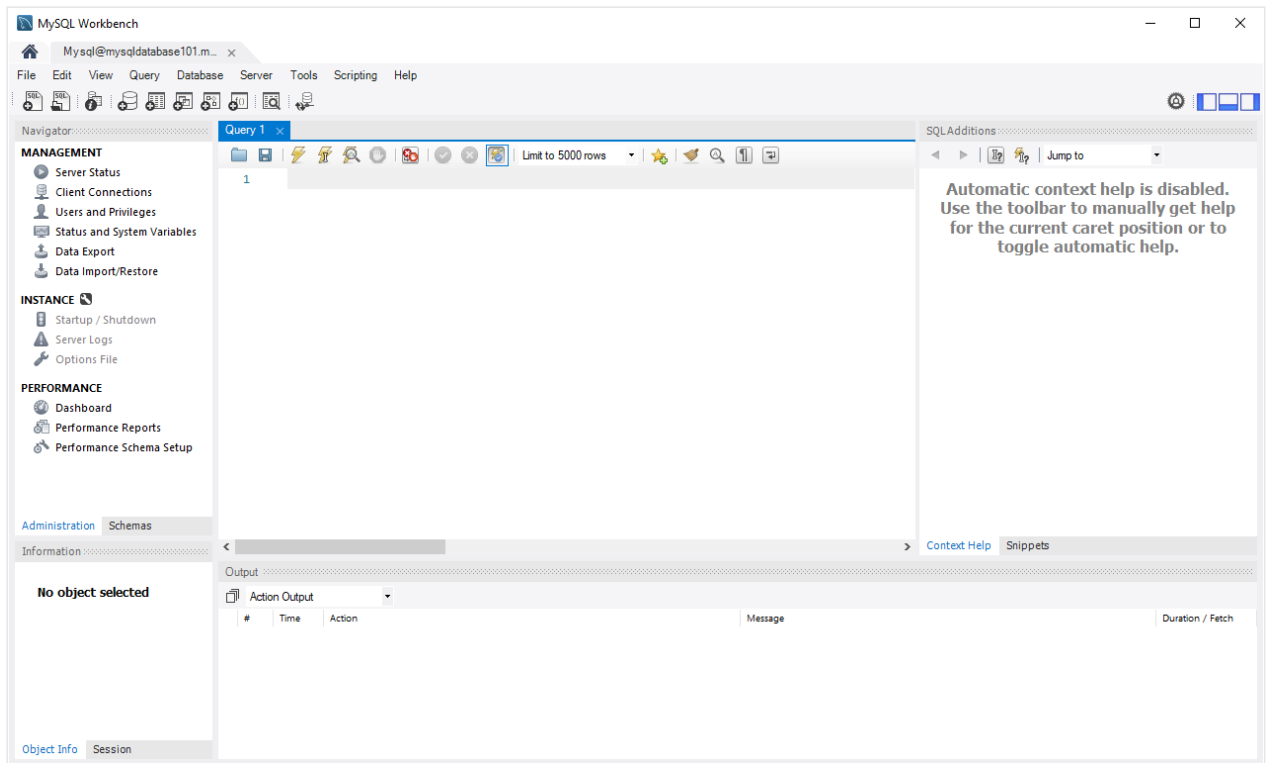 MySQL Workbench
Mysql@mysqldatabase101.m...
File Edit View Query Database Server Tools Scripting Help
Navigator
MANAGEMENT
Server Status
Client Connections
Users and Privileges
Status and System Variables
Data Export
Data Import/Restore
INSTANCE
Startup / Shutdown
Server Logs
Options File
PERFORMANCE
Dashboard
Performance Reports
Performance Schema Setup
Administration Schemas
Information
No object selected
Object Info Session
Query 1
Limit to 5000 rows
1
SQLAdditions
Jump to
Automatic context help is disabled.
Use the toolbar to manually get help
for the current caret position or to
toggle automatic help.
Context Help Snippets
Output
Action Output
# Time Action Message Duration / Fetch